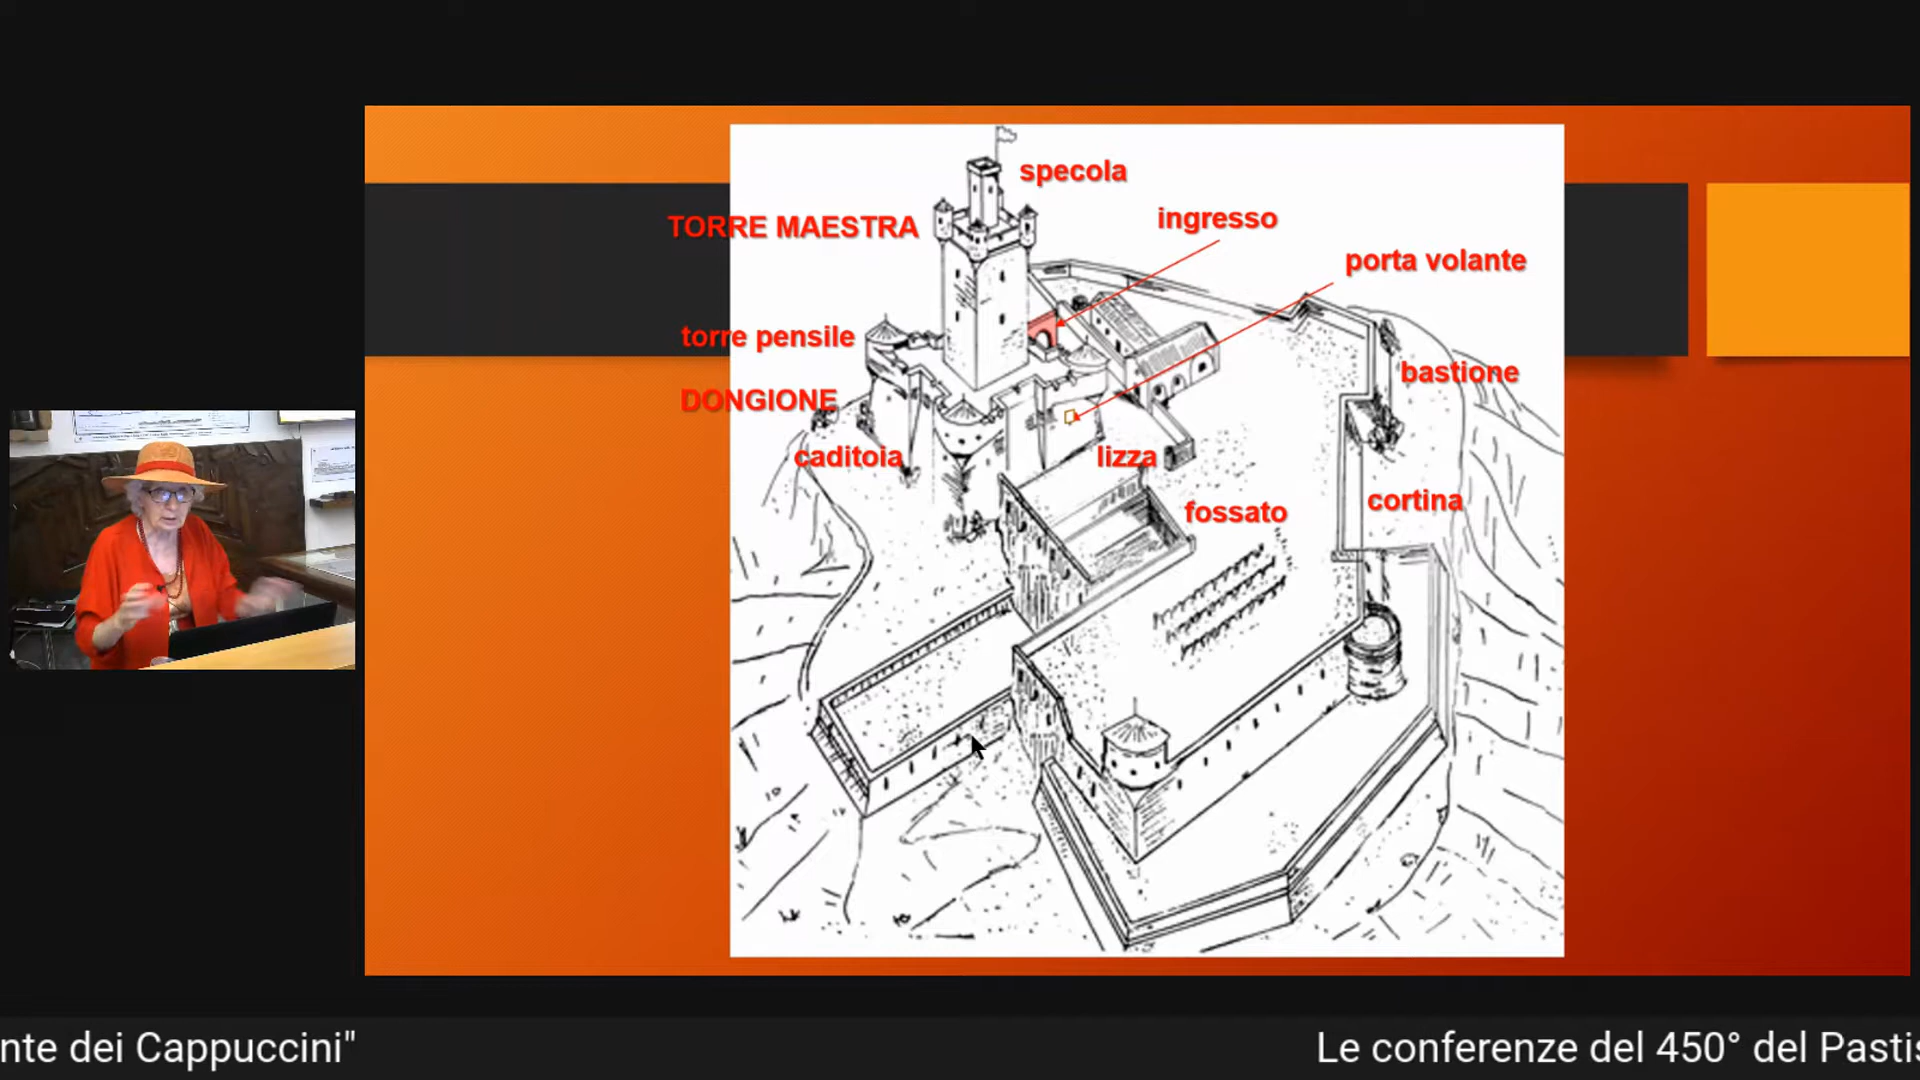 specola
TORRE MAESTRA
ingresso
porta volante
torre pensile
bastione
DONGIONE
caditoia
lizza
cortina
fossato
nte dei Cappuccini"
Le conferenze del 450° del Pastis